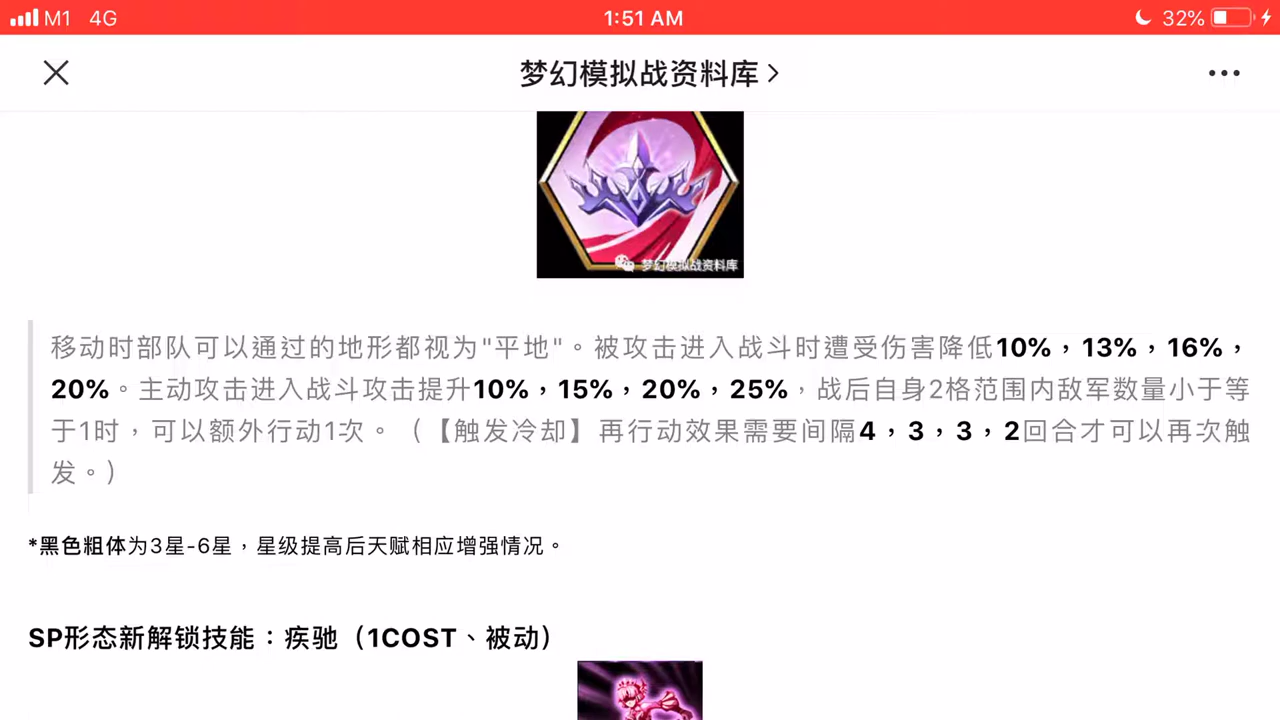 M1 4G 1:51 AM 32%
梦幻模拟战资料库
梦幻模拟战资料库
移动时部队可以通过的地形都视为"平地"。被攻击进入战斗时遭受伤害降低10%，13%，16%，
20%。主动攻击进入战斗攻击提升10%，15%，20%，25%，战后自身2格范围内敌军数量小于等
于1时，可以额外行动1次。（【触发冷却】再行动效果需要间隔4，3，3，2回合才可以再次触
发。）
*黑色粗体为3星-6星，星级提高后天赋相应增强情况。
SP形态新解锁技能：疾驰（1COST、被动）